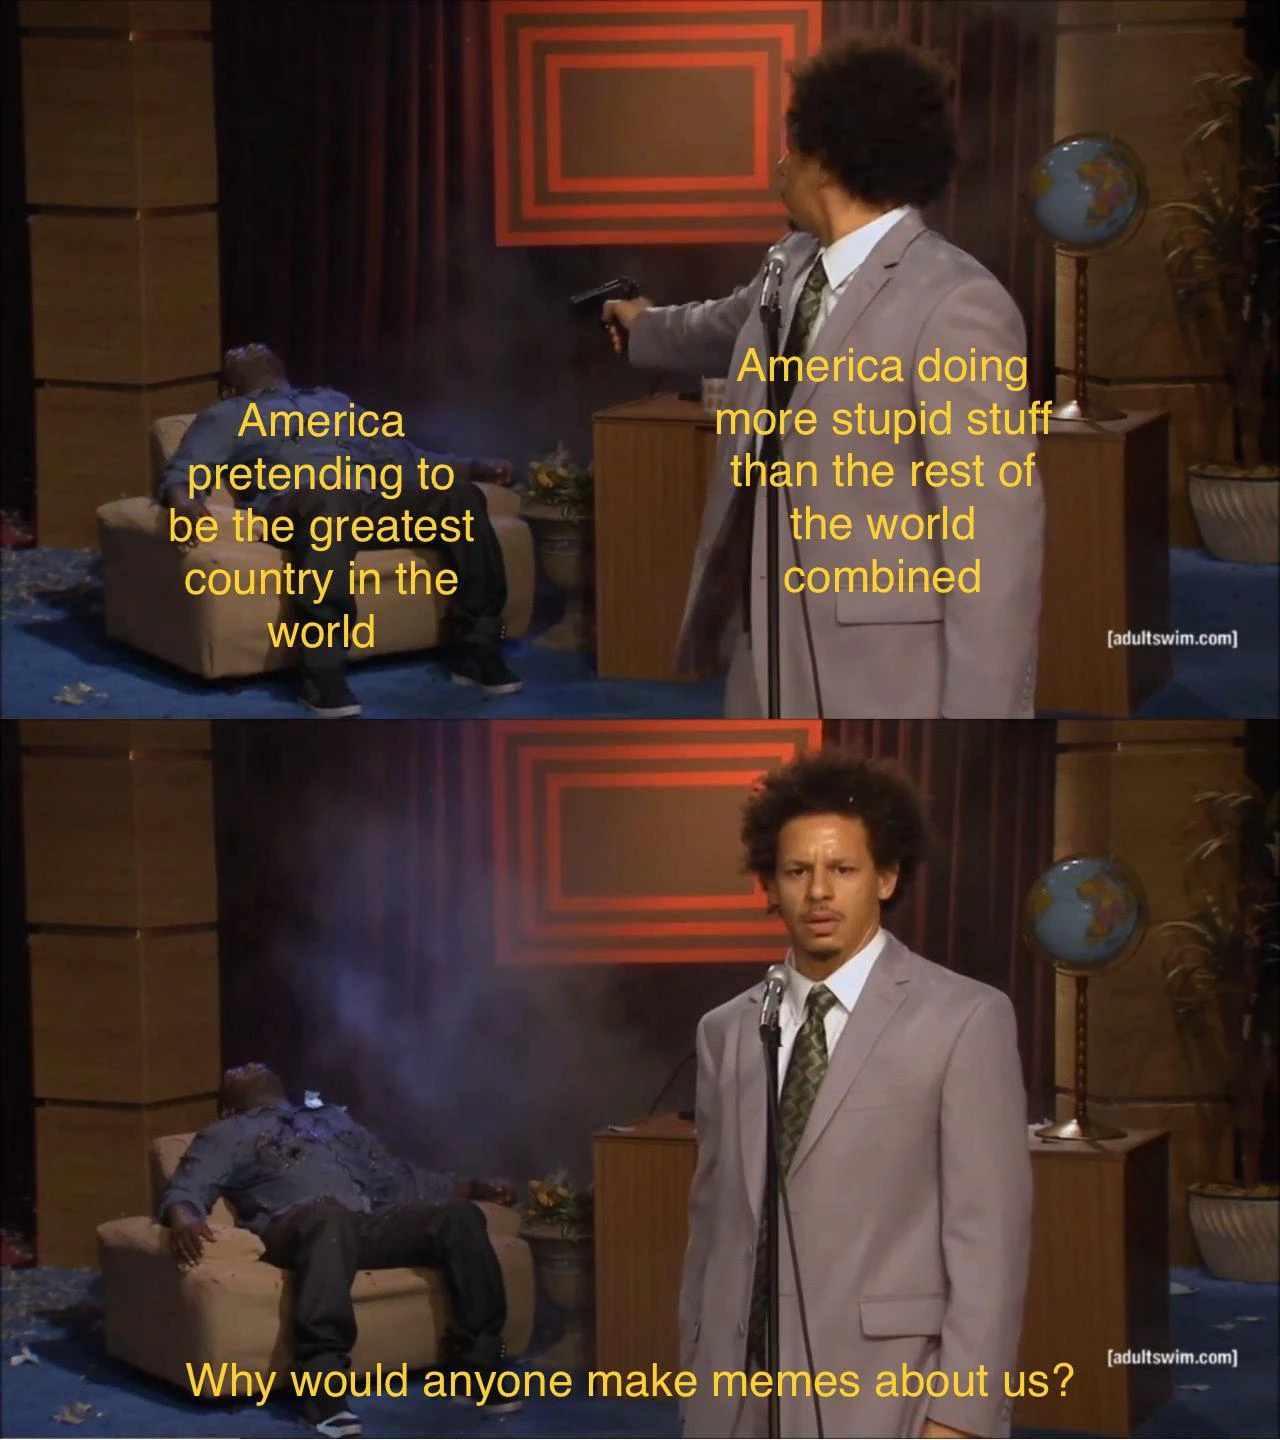 America
pretending to
be the greatest
country in the
world
America doing
more stupid stuff
than the rest of
the world
combined
[adultswim.com]
Why would anyone make memes about us?
[adultswim.com]